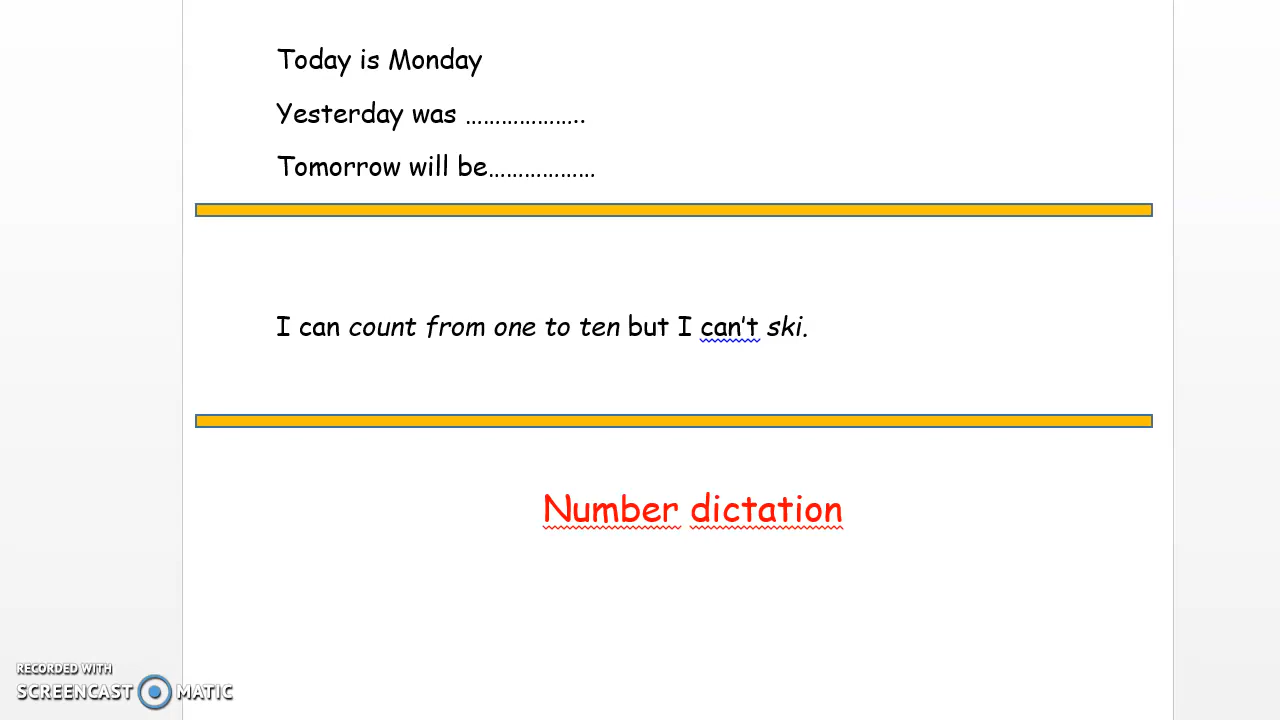 Today is Monday
Yesterday was ………………..
Tomorrow will be………………
I can count from one to ten but I can't ski.
Number dictation
RECORDED WITH
SCREENCAST MATIC